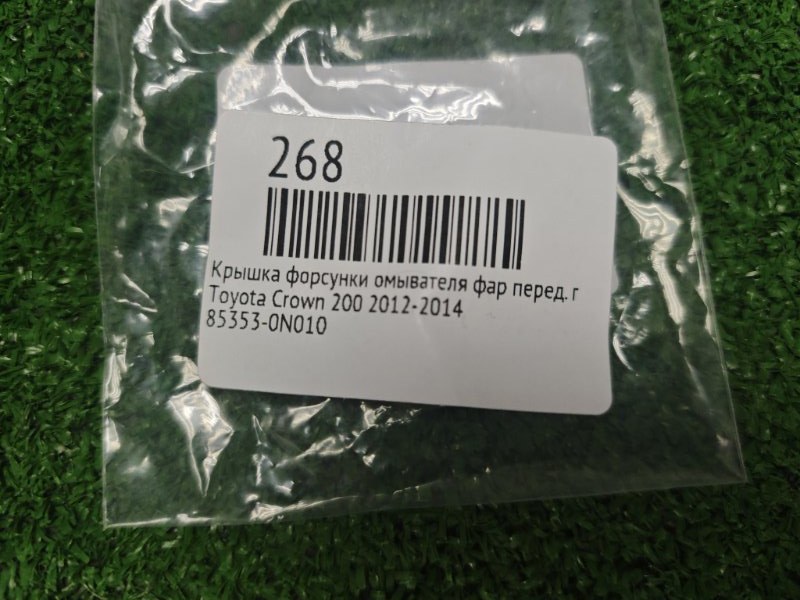 268
Крышка форсунки омывателя фар перед. г
Toyota Crown 200 2012-2014
85353-0N010